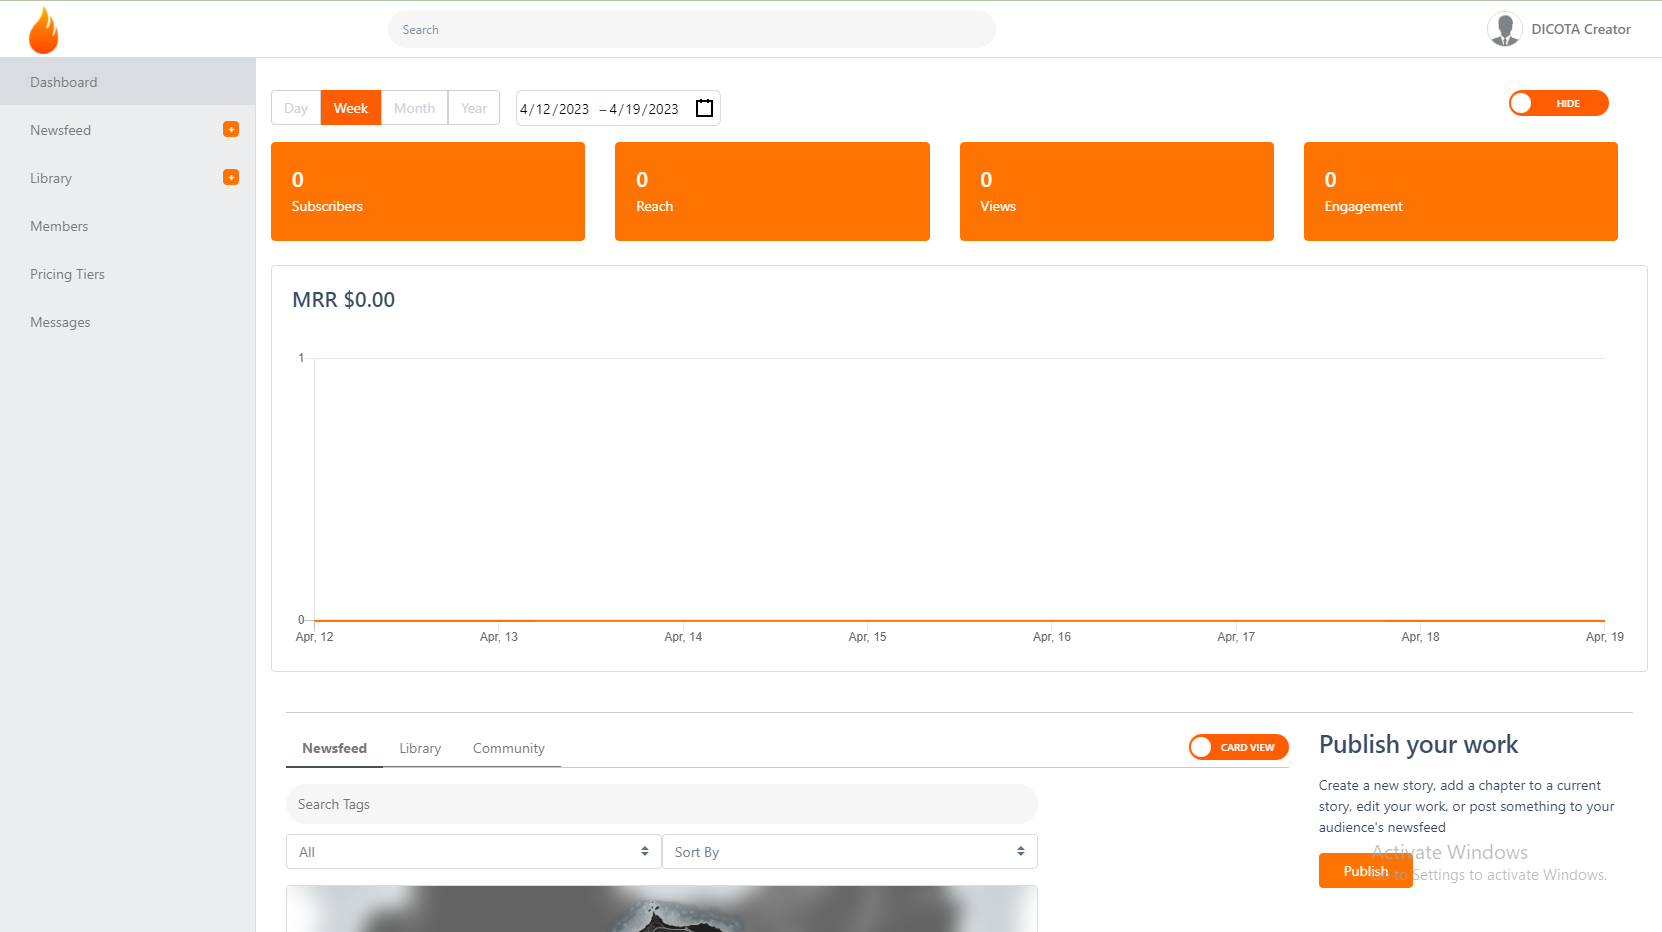 Search
DICOTA Creator
Dashboard
Newsfeed
+
Library
+
Members
Pricing Tiers
Messages
Day Week Month Year
4/12/2023 –4/19/2023
HIDE
0
Subscribers
0
Reach
0
Views
0
Engagement
MRR $0.00
1
0
Apr, 12 Apr, 13 Apr, 14 Apr, 15 Apr, 16 Apr, 17 Apr, 18 Apr, 19
Newsfeed Library Community
CARD VIEW
Search Tags
All
Sort By
Publish your work
Create a new story, add a chapter to a current
story, edit your work, or post something to your
audience's newsfeed
Publish
Activate Windows
Go to Settings to activate Windows.